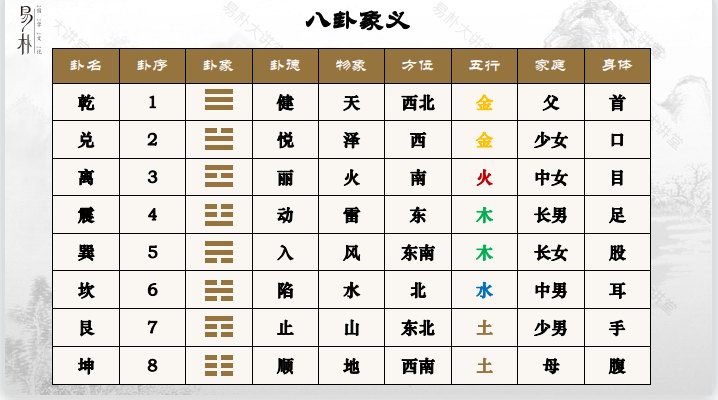 易朴
八卦象义
卦名 卦序 卦象 卦德 物象 方位 五行 家庭 身体
乾 1 ☰ 健 天 西北 金 父 首
兑 2 ☱ 悦 泽 西 金 少女 口
离 3 ☲ 丽 火 南 火 中女 目
震 4 ☳ 动 雷 东 木 长男 足
巽 5 ☴ 入 风 东南 木 长女 股
坎 6 ☵ 陷 水 北 水 中男 耳
艮 7 ☶ 止 山 东北 土 少男 手
坤 8 ☷ 顺 地 西南 土 母 腹